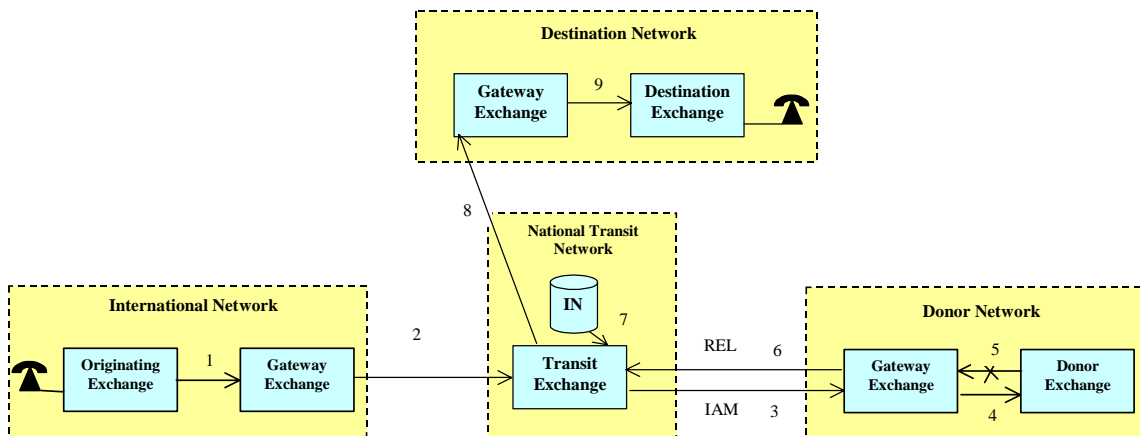 Destination Network
Gateway
Exchange
9
Destination
Exchange
8
National Transit
Network
IN
7
Transit
Exchange
International Network
Originating
Exchange
1
Gateway
Exchange
2
REL 6
IAM 3
Donor Network
Gateway
Exchange
5
4
Donor
Exchange